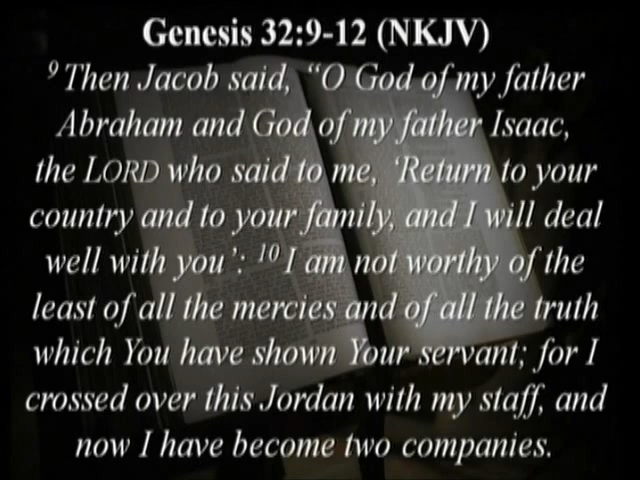 Genesis 32:9-12 (NKJV)
9 Then Jacob said, “O God of my father
Abraham and God of my father Isaac,
the LORD who said to me, ‘Return to your
country and to your family, and I will deal
well with you’: 10 I am not worthy of the
least of all the mercies and of all the truth
which You have shown Your servant; for I
crossed over this Jordan with my staff, and
now I have become two companies.